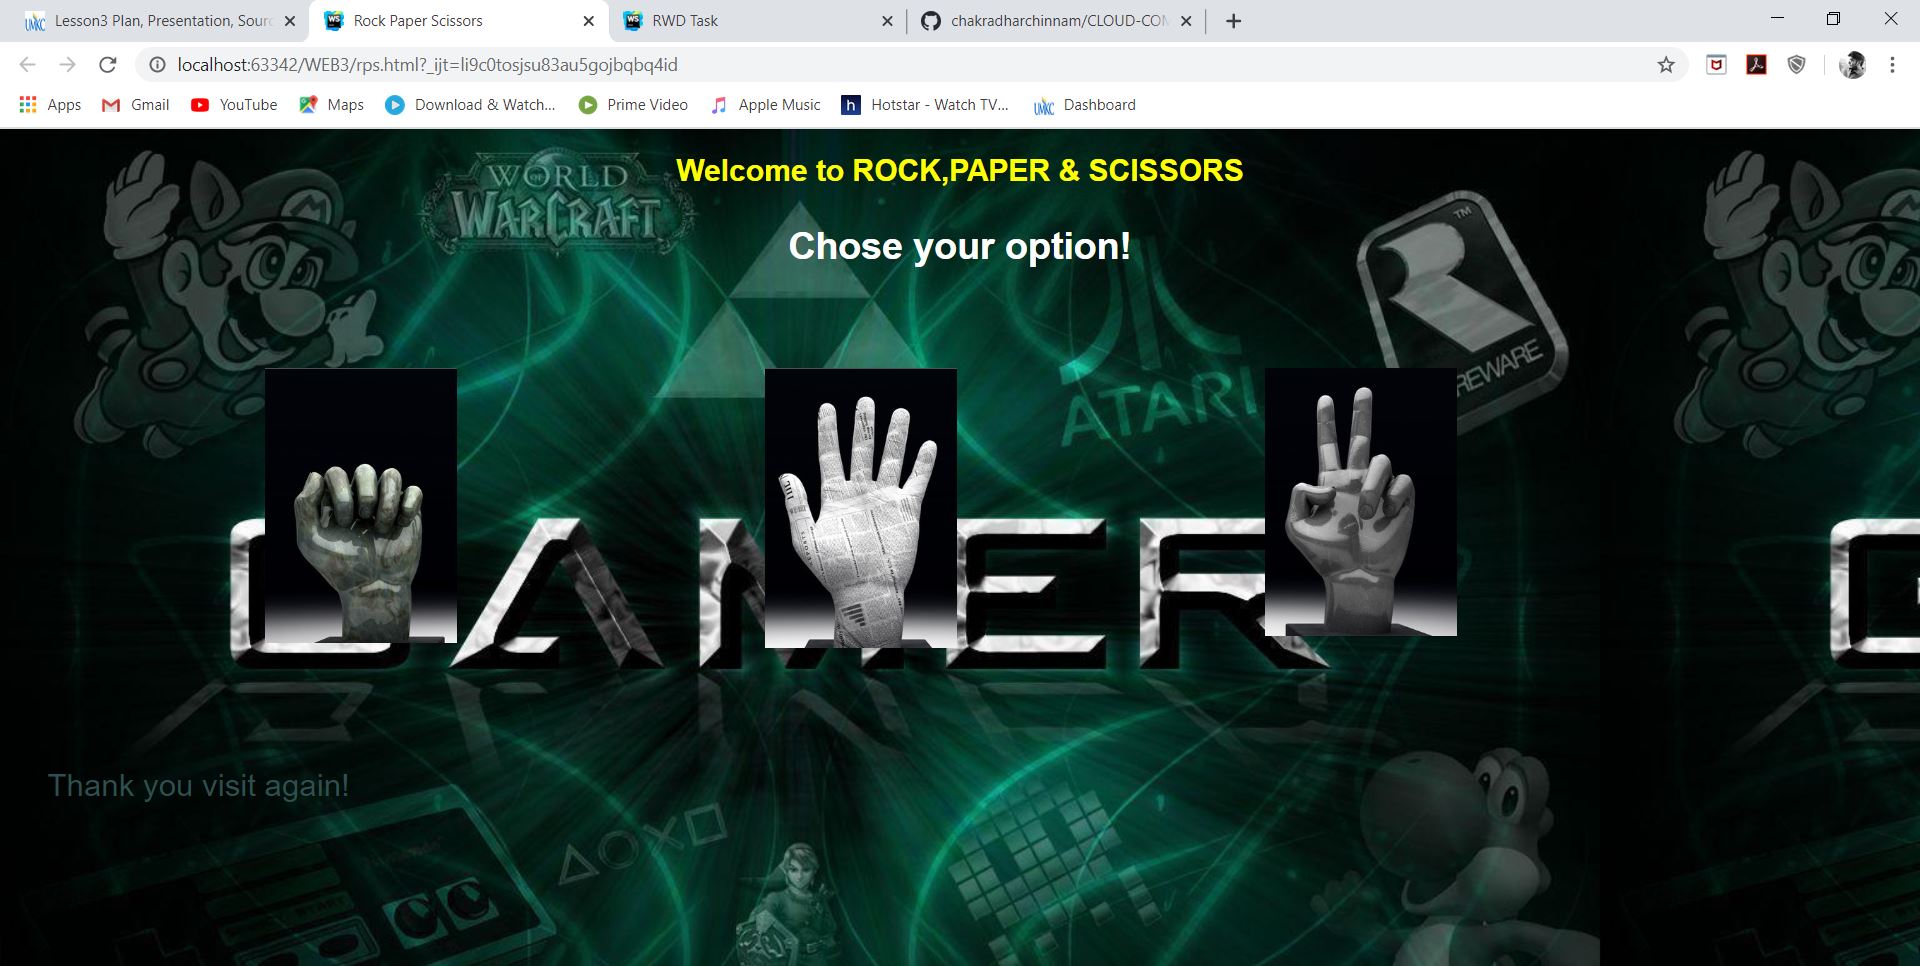 Lesson3 Plan, Presentation, Sourc
Rock Paper Scissors
RWD Task
chakradharchinnam/CLOUD-COM
localhost:63342/WEB3/rps.html?_ijt=li9c0tosjsu83au5gojbqbq4id
Apps
Gmail
YouTube
Maps
Download & Watch...
Prime Video
Apple Music
Hotstar - Watch TV...
Dashboard
WORLD
WARCRAFT
Welcome to ROCK,PAPER & SCISSORS
Chose your option!
TM
REWARE
ATARI
GAMER
Thank you visit again!